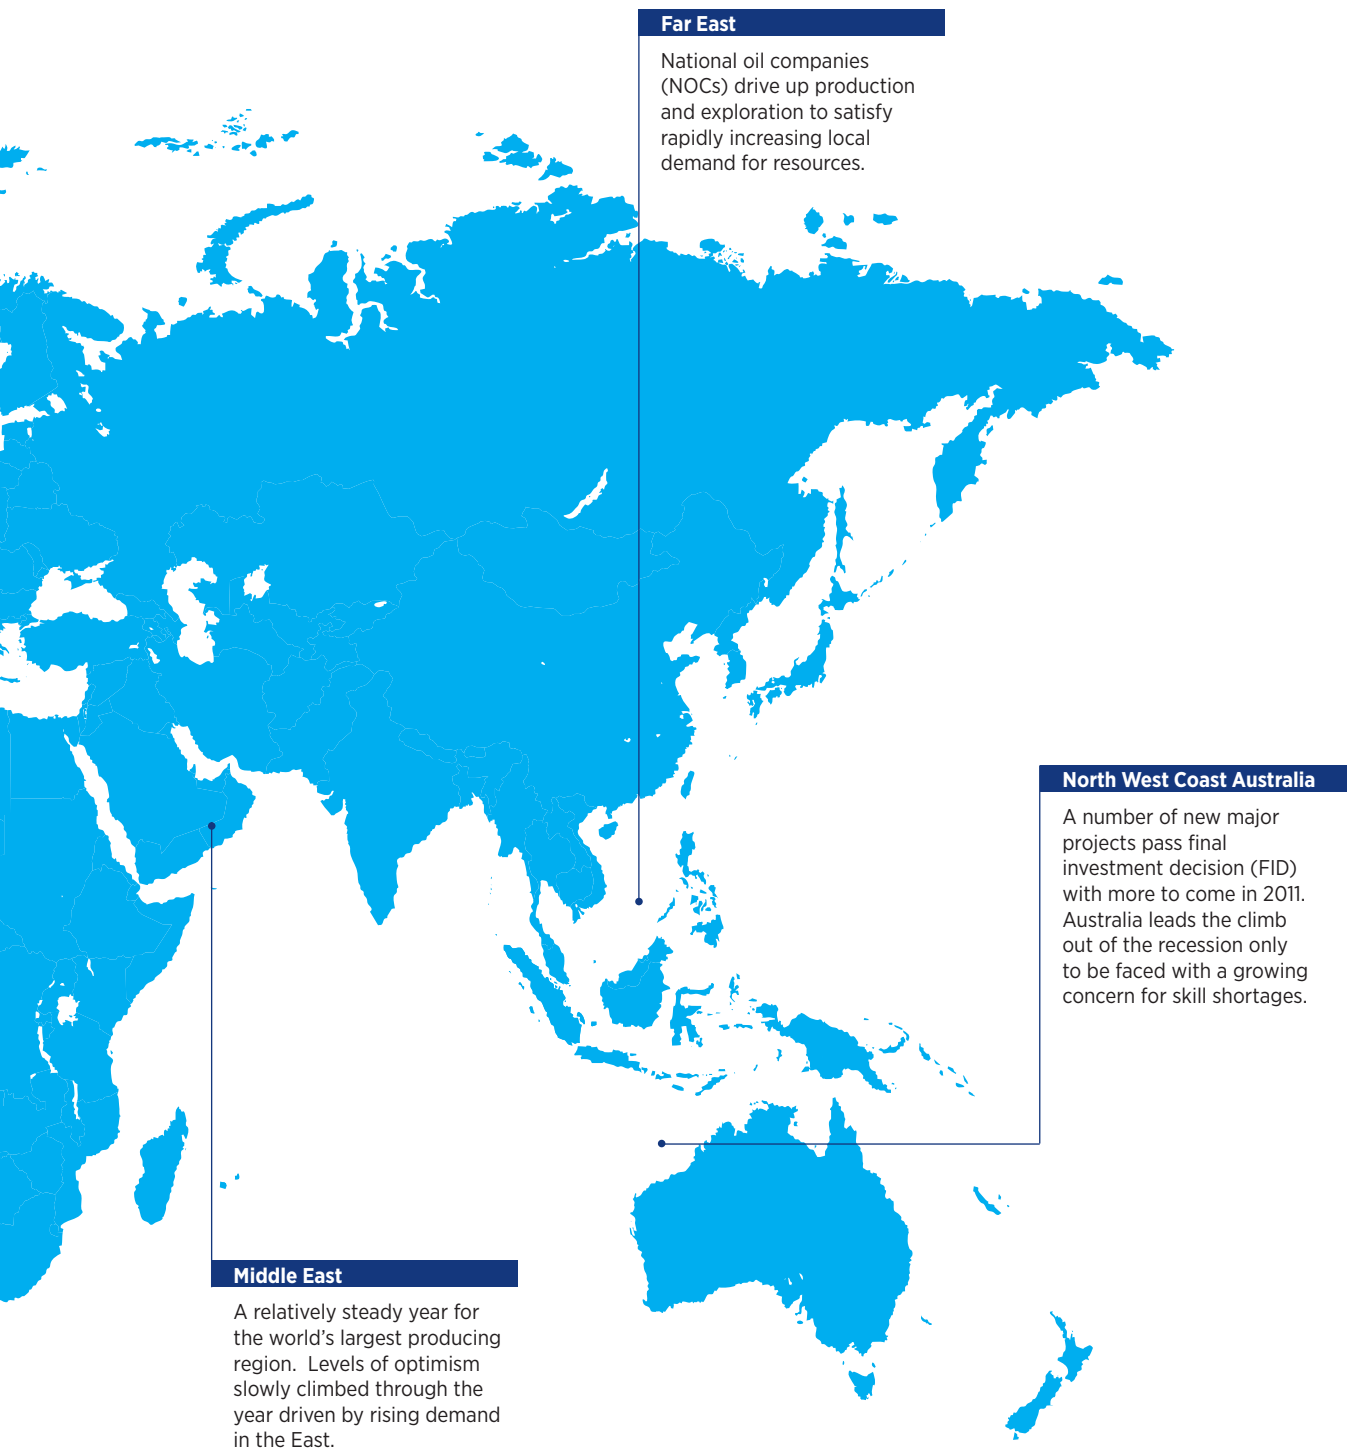 Far East
National oil companies
(NOCs) drive up production
and exploration to satisfy
rapidly increasing local
demand for resources.
North West Coast Australia
A number of new major
projects pass final
investment decision (FID)
with more to come in 2011.
Australia leads the climb
out of the recession only
to be faced with a growing
concern for skill shortages.
Middle East
A relatively steady year for
the world’s largest producing
region.  Levels of optimism
slowly climbed through the
year driven by rising demand
in the East.